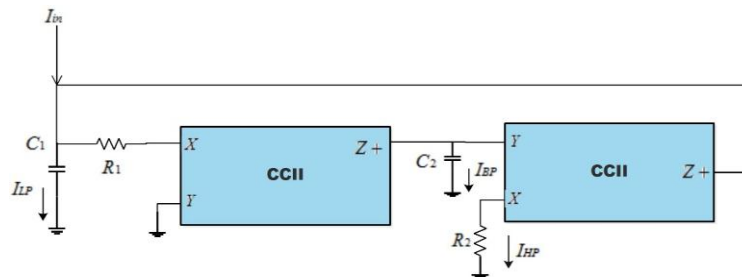 Iin
C1
R1
X
Z +
CCII
Y
ILP
C2
IBP
Y
CCII
Z +
X
R2
IHP